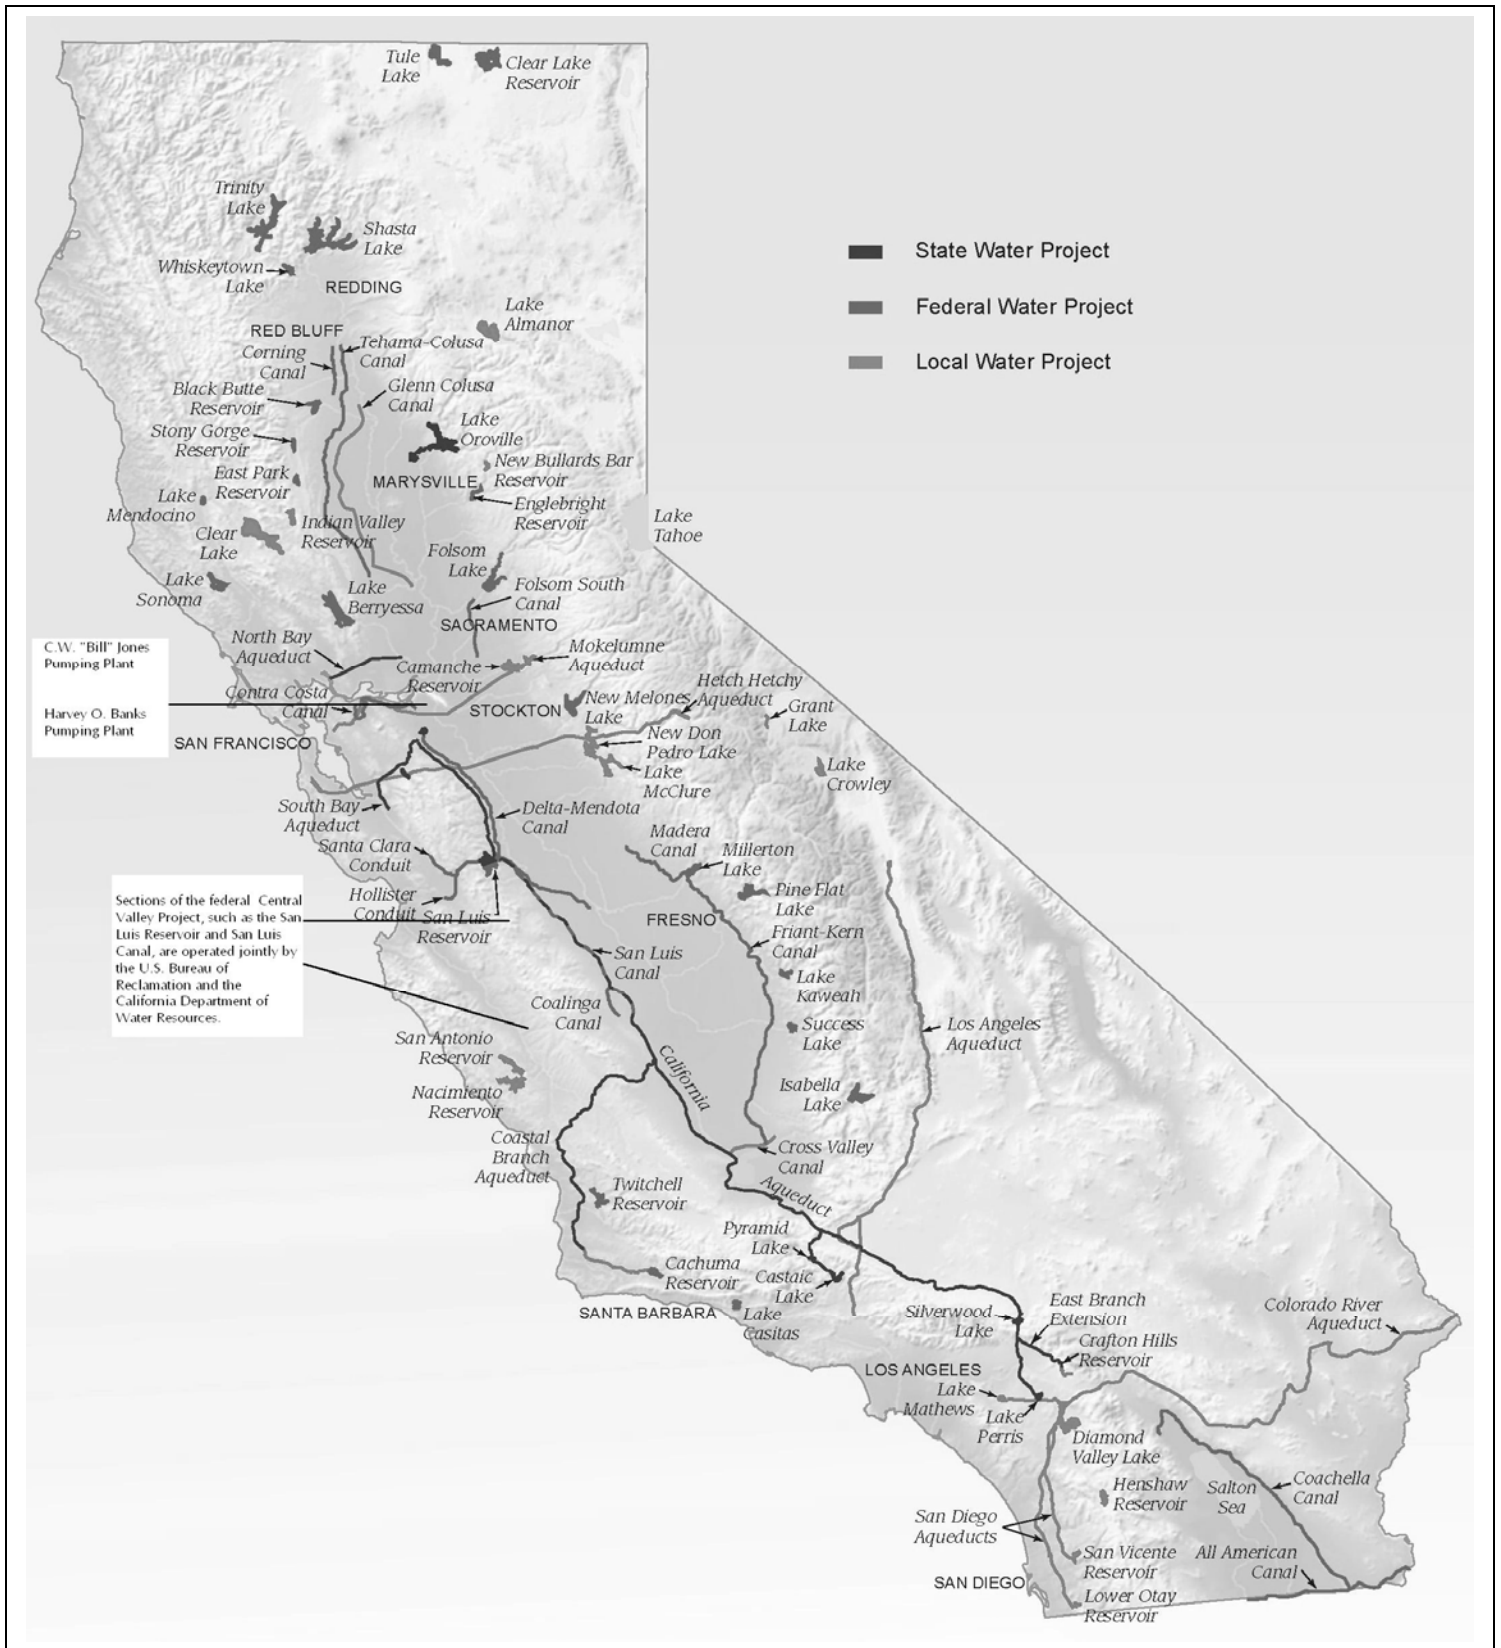 Tule
Lake
Clear Lake
Reservoir
Trinity
Lake
Shasta
Lake
Whiskeytown
Lake
REDDING
State Water Project
Federal Water Project
Local Water Project
Lake
Almanor
RED BLUFF
Tehama-Colusa
Canal
Corning
Canal
Glenn Colusa
Canal
Black Butte
Reservoir
Lake
Oroville
Stony Gorge
Reservoir
New Bullards Bar
Reservoir
East Park
Reservoir
MARYSVILLE
Englebright
Reservoir
Lake
Mendocino
Lake
Tahoe
Clear
Lake
Indian Valley
Reservoir
Folsom
Lake
Lake
Sonoma
Lake
Berryessa
Folsom South
Canal
SACRAMENTO
North Bay
Aqueduct
C.W. "Bill" Jones
Pumping Plant
Camanche
Reservoir
Mokelumne
Aqueduct
Hetch Hetchy
Aqueduct
Contra Costa
Canal
New Melones
Lake
Grant
Lake
STOCKTON
Harvey O. Banks
Pumping Plant
SAN FRANCISCO
New Don
Pedro Lake
Lake
McClure
Lake
Crowley
South Bay
Aqueduct
Delta-Mendota
Canal
Santa Clara
Conduit
Madera
Canal
Millerton
Lake
Hollister
Conduit
San Luis
Reservoir
Pine Flat
Lake
FRESNO
Sections of the federal Central
Valley Project, such as the San
Luis Reservoir and San Luis
Canal, are operated jointly by
the U.S. Bureau of
Reclamation and the
California Department of
Water Resources.
Friant-Kern
Canal
San Luis
Canal
Lake
Kaweah
Coalinga
Canal
Success
Lake
Los Angeles
Aqueduct
San Antonio
Reservoir
California
Nacimiento
Reservoir
Isabella
Lake
Coastal
Branch
Aqueduct
Cross Valley
Canal
Twitchell
Reservoir
Aqueduct
Pyramid
Lake
Cachuma
Reservoir
Castaic
Lake
SANTA BARBARA
Lake
Casitas
Silverwood
Lake
East Branch
Extension
Crafton Hills
Reservoir
Colorado River
Aqueduct
LOS ANGELES
Lake
Mathews
Lake
Perris
Diamond
Valley Lake
Henshaw
Reservoir
Salton
Sea
Coachella
Canal
San Diego
Aqueducts
San Vicente
Reservoir
All American
Canal
SAN DIEGO
Lower Otay
Reservoir